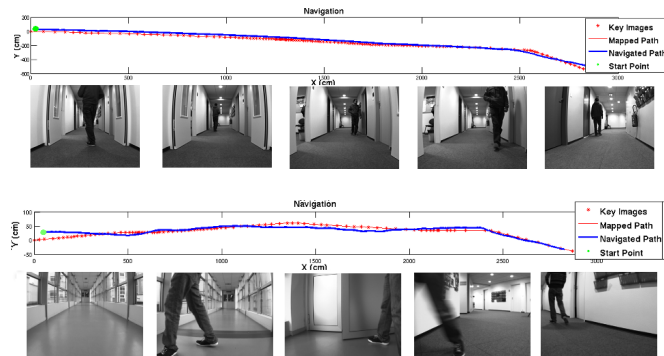 Navigation
Y (cm)
200
0
-200
-400
-600
0
500
1000
1500
2000
2500
3000
X (cm)
Key Images
Mapped Path
Navigated Path
Start Point
Navigation
Y (cm)
100
50
0
-50
0
500
1000
1500
2000
2500
3000
X (cm)
Key Images
Mapped Path
Navigated Path
Start Point